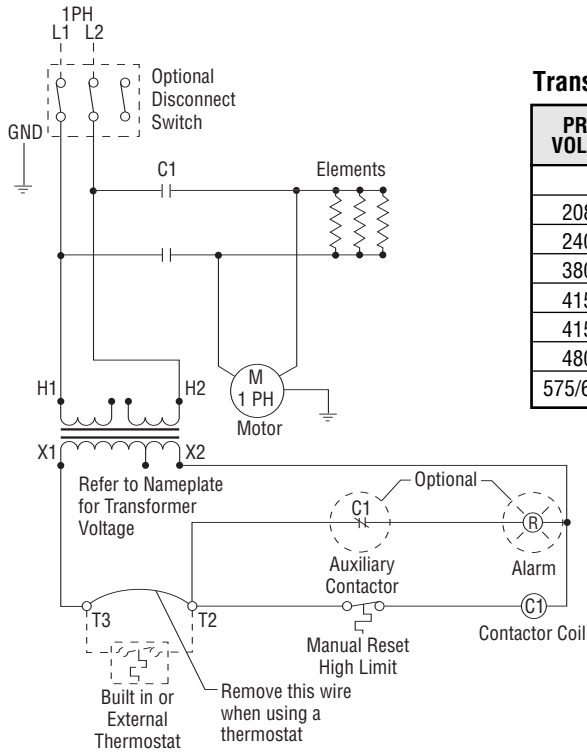 1PH
L1 L2
Optional
Disconnect
Switch
GND
C1
Elements
M
1 PH
Motor
H1
H2
X1
X2
Refer to Nameplate
for Transformer
Voltage
Optional
C1
R
Auxiliary
Contactor
Alarm
T3
T2
C1
Contactor Coil
Manual Reset
High Limit
Built in or
External
Thermostat
Remove this wire
when using a
thermostat
Trans
PR
VOL
208
240
380
415
415
480
575/6